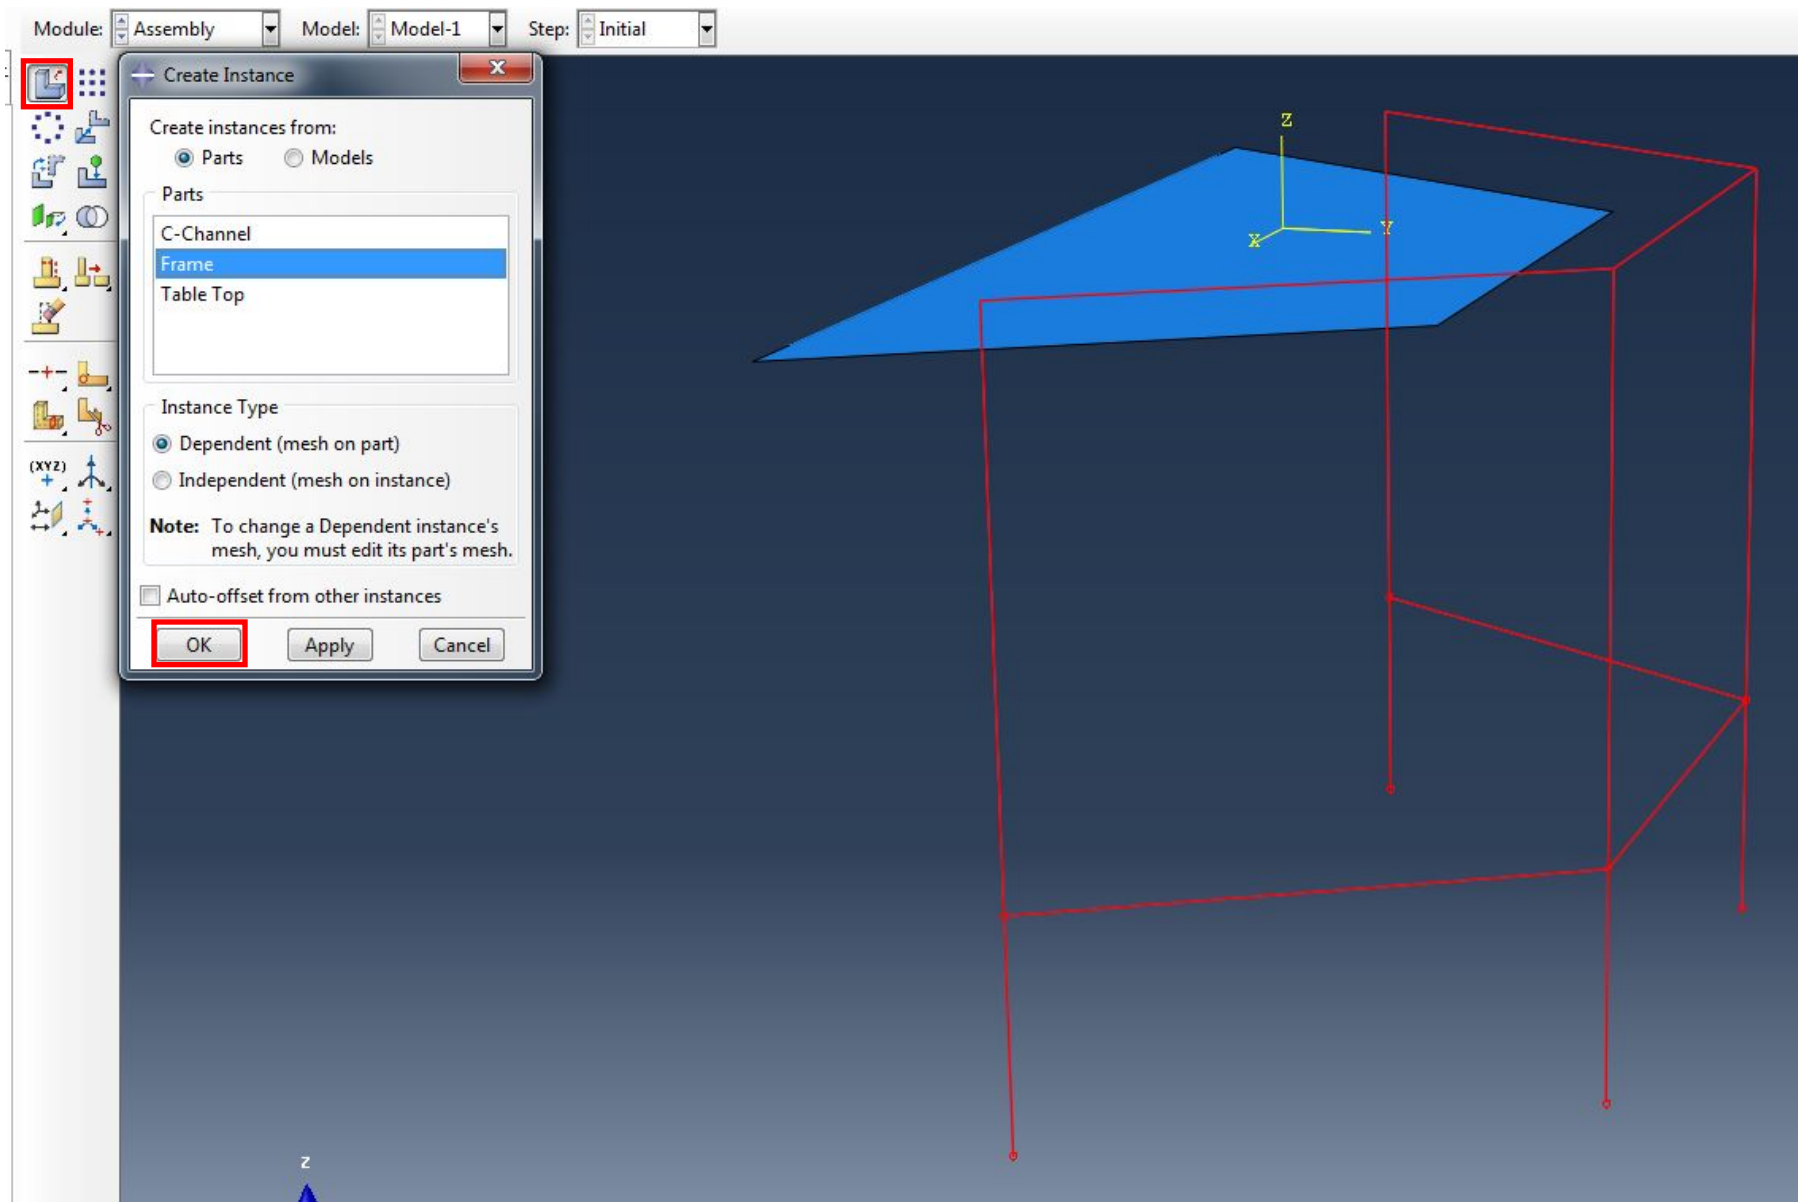 Module: Assembly Model: Model-1 Step: Initial
Create Instance
Create instances from:
Parts Models
Parts
C-Channel
Frame
Table Top
Instance Type
Dependent (mesh on part)
Independent (mesh on instance)
Note: To change a Dependent instance's
mesh, you must edit its part's mesh.
Auto-offset from other instances
OK Apply Cancel
(XYZ)
Z
X
Y
Z